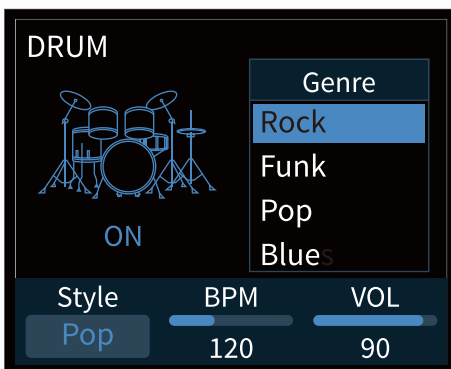 DRUM
Genre
Rock
Funk
Pop
Blues
ON
Style
BPM
VOL
Pop
120
90